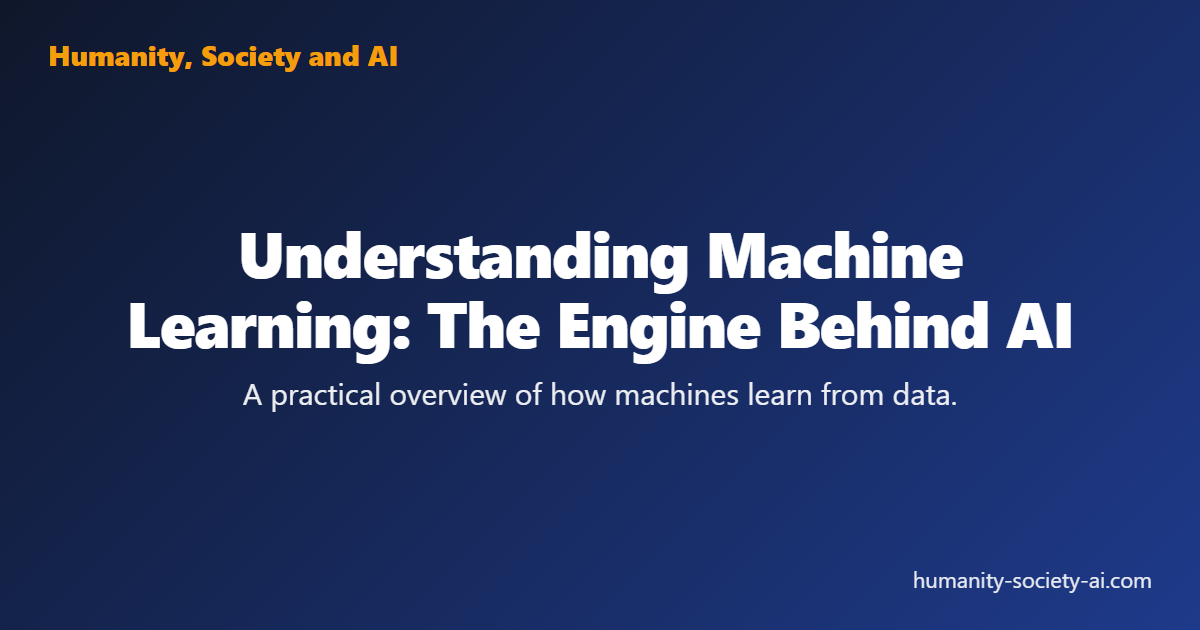 Humanity, Society and AI
Understanding Machine
Learning: The Engine Behind AI
A practical overview of how machines learn from data.
humanity-society-ai.com